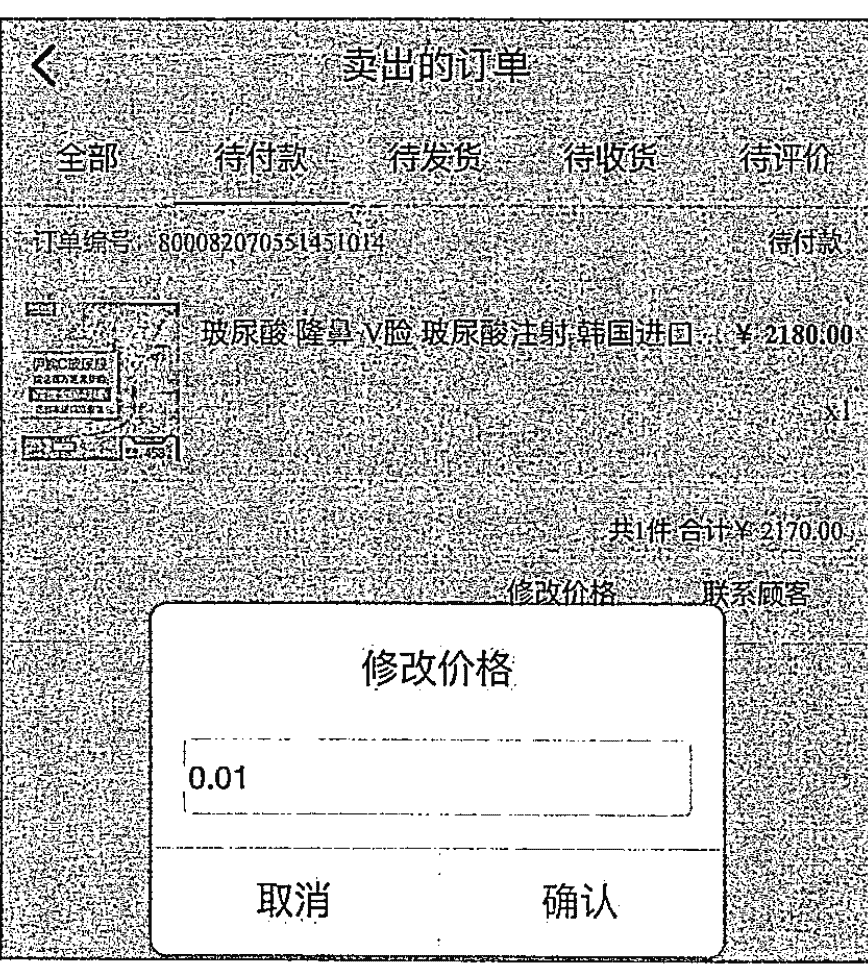 卖出的订单
全部 待付款 待发货 待收货 待评价
订单编号 800082070551451014 待付款
玻尿酸 隆鼻 V脸 玻尿酸注射 韩国进口... ¥ 2180.00
x1
共1件 合计¥ 2170.00
修改价格 联系顾客
修改价格
0.01
取消 确认